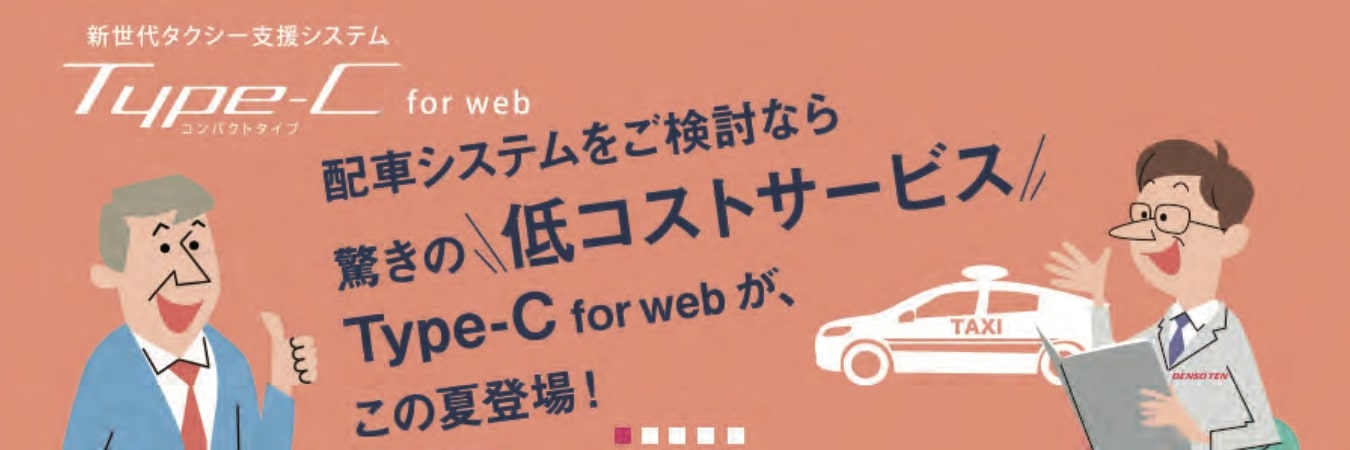 新世代タクシー支援システム
Type-C for web
コンパクトタイプ
配車システムをご検討なら
驚きの\\低コストサービス//
Type-C for web が、
この夏登場！
TAXI
DENSO TEN